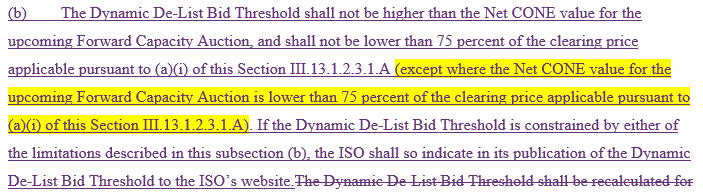 (b) The Dynamic De-List Bid Threshold shall not be higher than the Net CONE value for the
upcoming Forward Capacity Auction, and shall not be lower than 75 percent of the clearing price
applicable pursuant to (a)(i) of this Section III.13.1.2.3.1.A (except where the Net CONE value for the
upcoming Forward Capacity Auction is lower than 75 percent of the clearing price applicable pursuant to
(a)(i) of this Section III.13.1.2.3.1.A). If the Dynamic De-List Bid Threshold is constrained by either of
the limitations described in this subsection (b), the ISO shall so indicate in its publication of the Dynamic
De-List Bid Threshold to the ISO’s website.The Dynamic De-List Bid Threshold shall be recalculated for